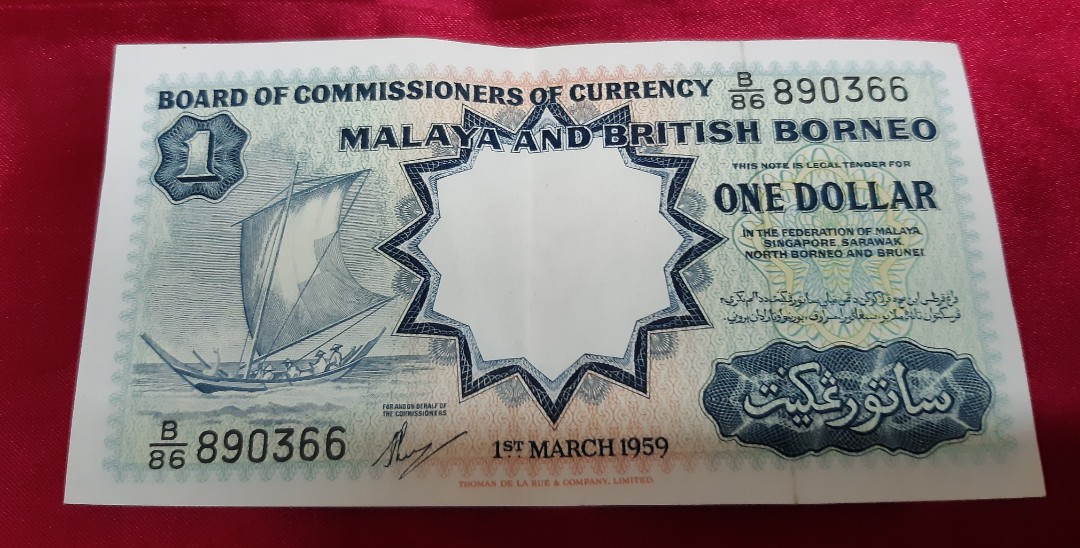 BOARD OF COMMISSIONERS OF CURRENCY
B/86 890366
MALAYA AND BRITISH BORNEO
1
THIS NOTE IS LEGAL TENDER FOR
ONE DOLLAR
IN THE FEDERATION OF MALAYA,
SINGAPORE, SARAWAK,
NORTH BORNEO AND BRUNEI.
ساتو رڠݢيت
FOR AND ON BEHALF OF
THE COMMISSIONERS
B/86 890366
1ST. MARCH 1959
THOMAS DE LA RUE & COMPANY, LIMITED.